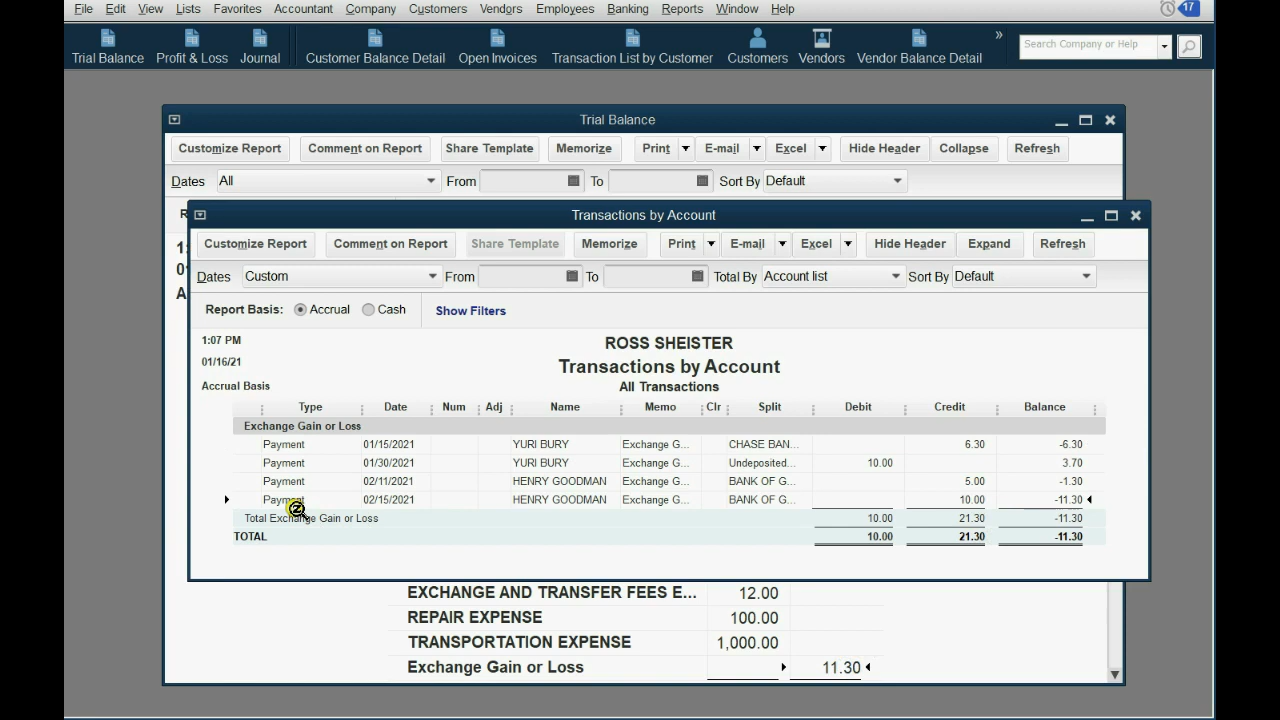 File Edit View Lists Favorites Accountant Company Customers Vendors Employees Banking Reports Window Help 17
Trial Balance Profit & Loss Journal Customer Balance Detail Open Invoices Transaction List by Customer Customers Vendors Vendor Balance Detail » Search Company or Help
Trial Balance
Customize Report Comment on Report Share Template Memorize Print E-mail Excel Hide Header Collapse Refresh
Dates All From To Sort By Default
Transactions by Account
Customize Report Comment on Report Share Template Memorize Print E-mail Excel Hide Header Expand Refresh
Dates Custom From To Total By Account list Sort By Default
Report Basis: Accrual Cash Show Filters
1:07 PM ROSS SHEISTER
01/16/21 Transactions by Account
Accrual Basis All Transactions
Type Date Num Adj Name Memo Clr Split Debit Credit Balance
Exchange Gain or Loss
Payment 01/15/2021 YURI BURY Exchange G... CHASE BAN... 6.30 -6.30
Payment 01/30/2021 YURI BURY Exchange G... Undeposited... 10.00 3.70
Payment 02/11/2021 HENRY GOODMAN Exchange G... BANK OF G... 5.00 -1.30
Payment 02/15/2021 HENRY GOODMAN Exchange G... BANK OF G... 10.00 -11.30
Total Exchange Gain or Loss 10.00 21.30 -11.30
TOTAL 10.00 21.30 -11.30
EXCHANGE AND TRANSFER FEES E... 12.00
REPAIR EXPENSE 100.00
TRANSPORTATION EXPENSE 1,000.00
Exchange Gain or Loss 11.30